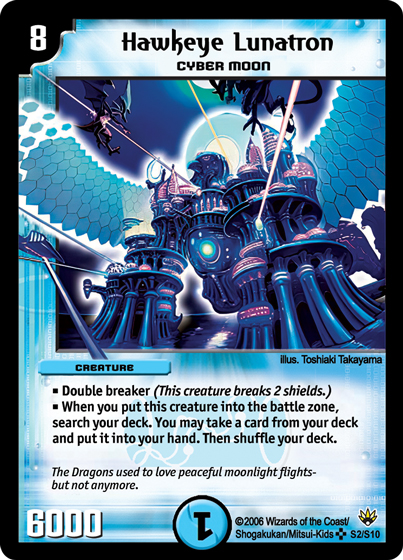 8
Hawkeye Lunatron
CYBER MOON
illus. Toshiaki Takayama
CREATURE
▪ Double breaker (This creature breaks 2 shields.)
▪ When you put this creature into the battle zone,
search your deck. You may take a card from your deck
and put it into your hand. Then shuffle your deck.
The Dragons used to love peaceful moonlight flights-
but not anymore.
6000
1
©2006 Wizards of the Coast/
Shogakukan/Mitsui-Kids S2/S10